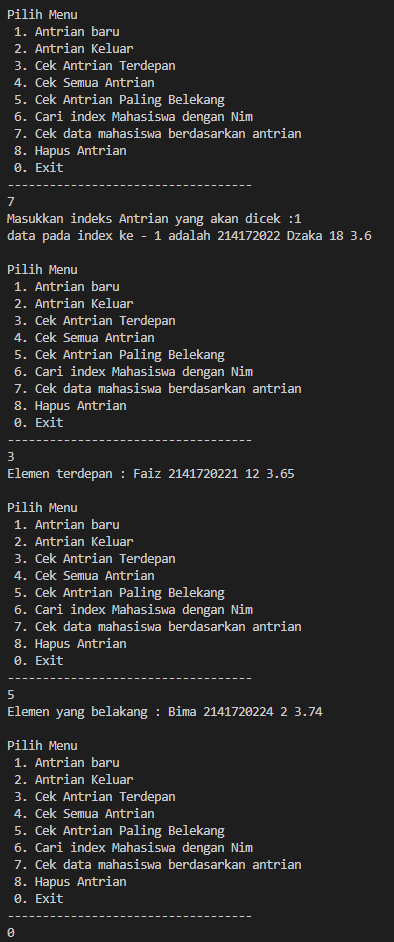 Pilih Menu
1. Antrian baru
2. Antrian Keluar
3. Cek Antrian Terdepan
4. Cek Semua Antrian
5. Cek Antrian Paling Belekang
6. Cari index Mahasiswa dengan Nim
7. Cek data mahasiswa berdasarkan antrian
8. Hapus Antrian
0. Exit
-----------------------------------
7
Masukkan indeks Antrian yang akan dicek :1
data pada index ke - 1 adalah 214172022 Dzaka 18 3.6
Pilih Menu
1. Antrian baru
2. Antrian Keluar
3. Cek Antrian Terdepan
4. Cek Semua Antrian
5. Cek Antrian Paling Belekang
6. Cari index Mahasiswa dengan Nim
7. Cek data mahasiswa berdasarkan antrian
8. Hapus Antrian
0. Exit
-----------------------------------
3
Elemen terdepan : Faiz 2141720221 12 3.65
Pilih Menu
1. Antrian baru
2. Antrian Keluar
3. Cek Antrian Terdepan
4. Cek Semua Antrian
5. Cek Antrian Paling Belekang
6. Cari index Mahasiswa dengan Nim
7. Cek data mahasiswa berdasarkan antrian
8. Hapus Antrian
0. Exit
-----------------------------------
5
Elemen yang belakang : Bima 2141720224 2 3.74
Pilih Menu
1. Antrian baru
2. Antrian Keluar
3. Cek Antrian Terdepan
4. Cek Semua Antrian
5. Cek Antrian Paling Belekang
6. Cari index Mahasiswa dengan Nim
7. Cek data mahasiswa berdasarkan antrian
8. Hapus Antrian
0. Exit
-----------------------------------
0